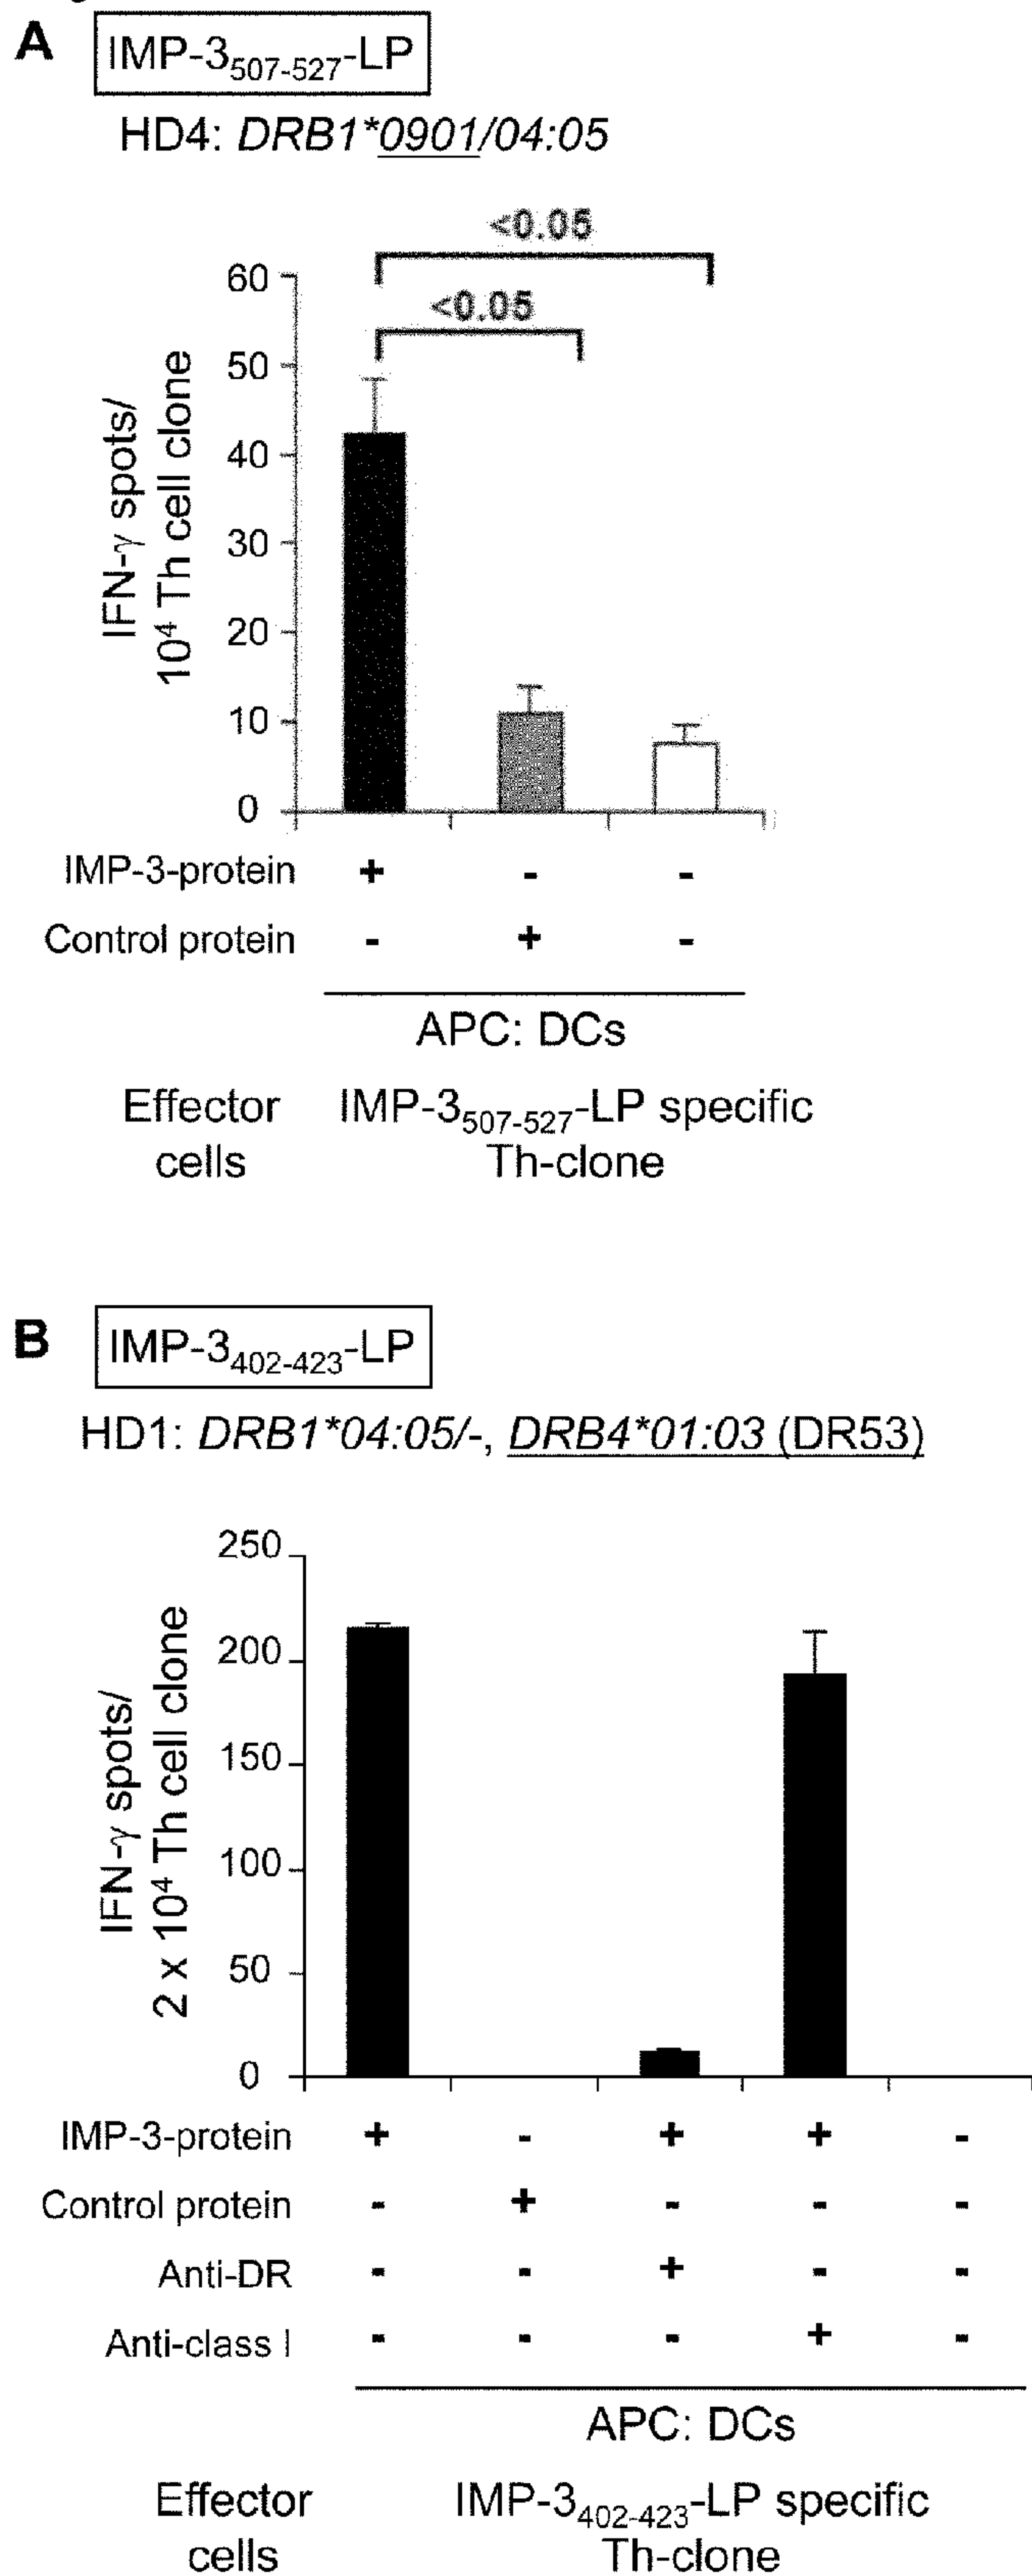 A
IMP-3507-527-LP
HD4: DRB1*0901/04:05
<0.05
<0.05
60
50
40
30
20
10
0
IFN-γ spots/
10⁴ Th cell clone
IMP-3-protein + - -
Control protein - + -
APC: DCs
Effector cells
IMP-3507-527-LP specific
Th-clone
B
IMP-3402-423-LP
HD1: DRB1*04:05/-, DRB4*01:03 (DR53)
250
200
150
100
50
0
IFN-γ spots/
2 x 10⁴ Th cell clone
IMP-3-protein + - + + -
Control protein - + - - -
Anti-DR - - + - -
Anti-class I - - - + -
APC: DCs
Effector cells
IMP-3402-423-LP specific
Th-clone